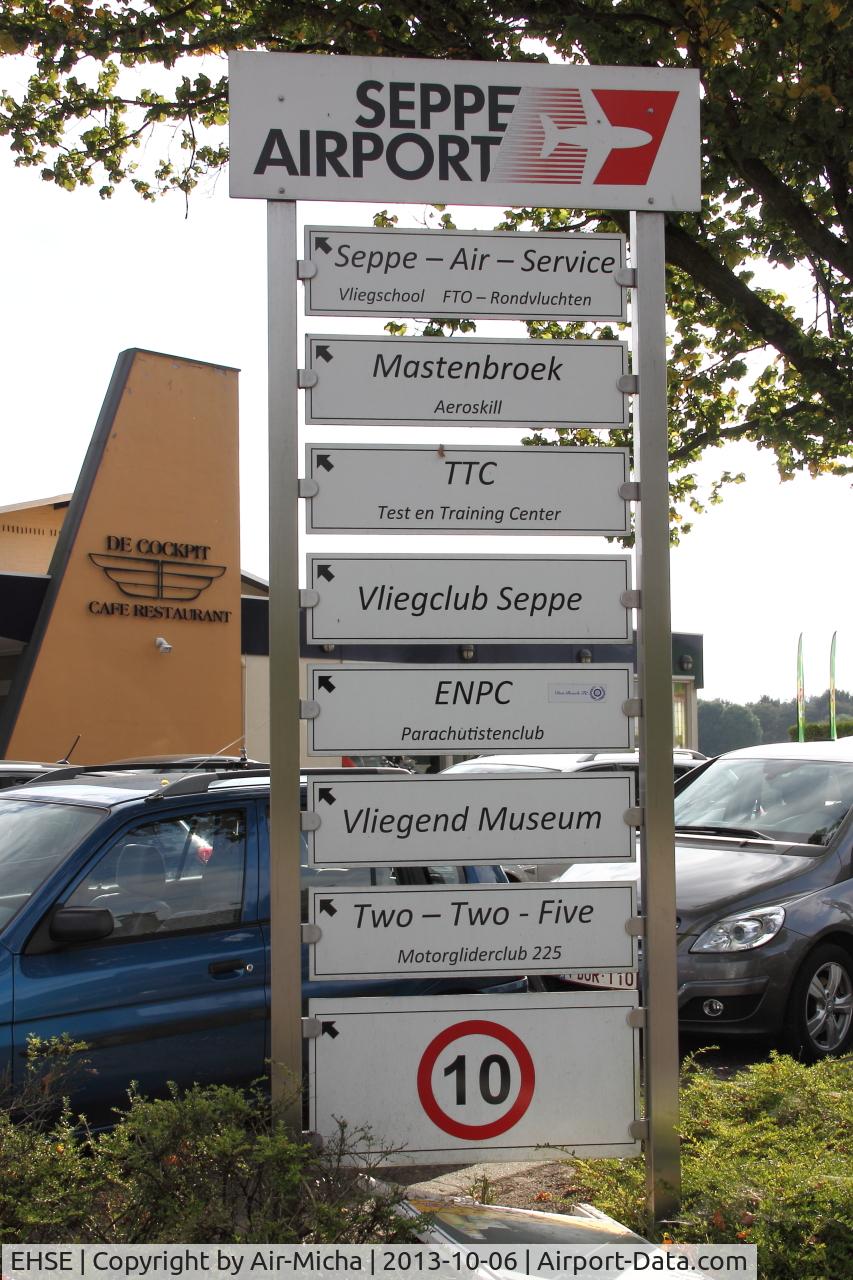 SEPPE
AIRPORT
Seppe – Air – Service
Vliegschool FTO – Rondvluchten
Mastenbroek
Aeroskill
TTC
Test en Training Center
DE COCKPIT
CAFE RESTAURANT
Vliegclub Seppe
ENPC
Parachutistenclub
Vliegend Museum
Two – Two - Five
Motorgliderclub 225
10
EHSE | Copyright by Air-Micha | 2013-10-06 | Airport-Data.com